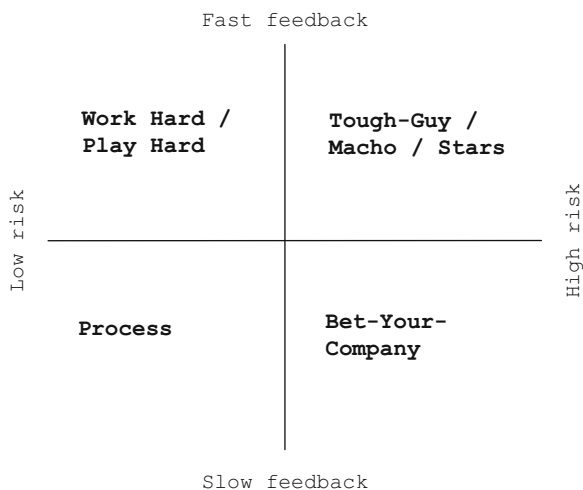 Fast feedback
Work Hard /
Play Hard
Tough-Guy /
Macho / Stars
Low risk
High risk
Process
Bet-Your-
Company
Slow feedback